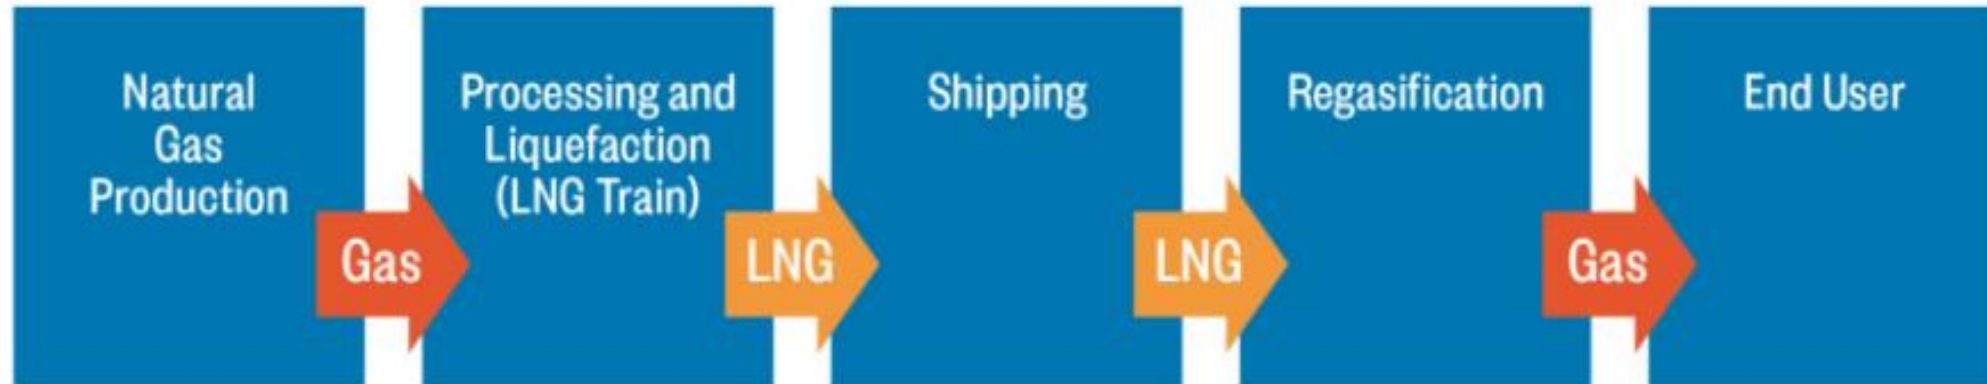 Natural
Gas
Production
Gas
Processing and
Liquefaction
(LNG Train)
LNG
Shipping
LNG
Regasification
Gas
End User